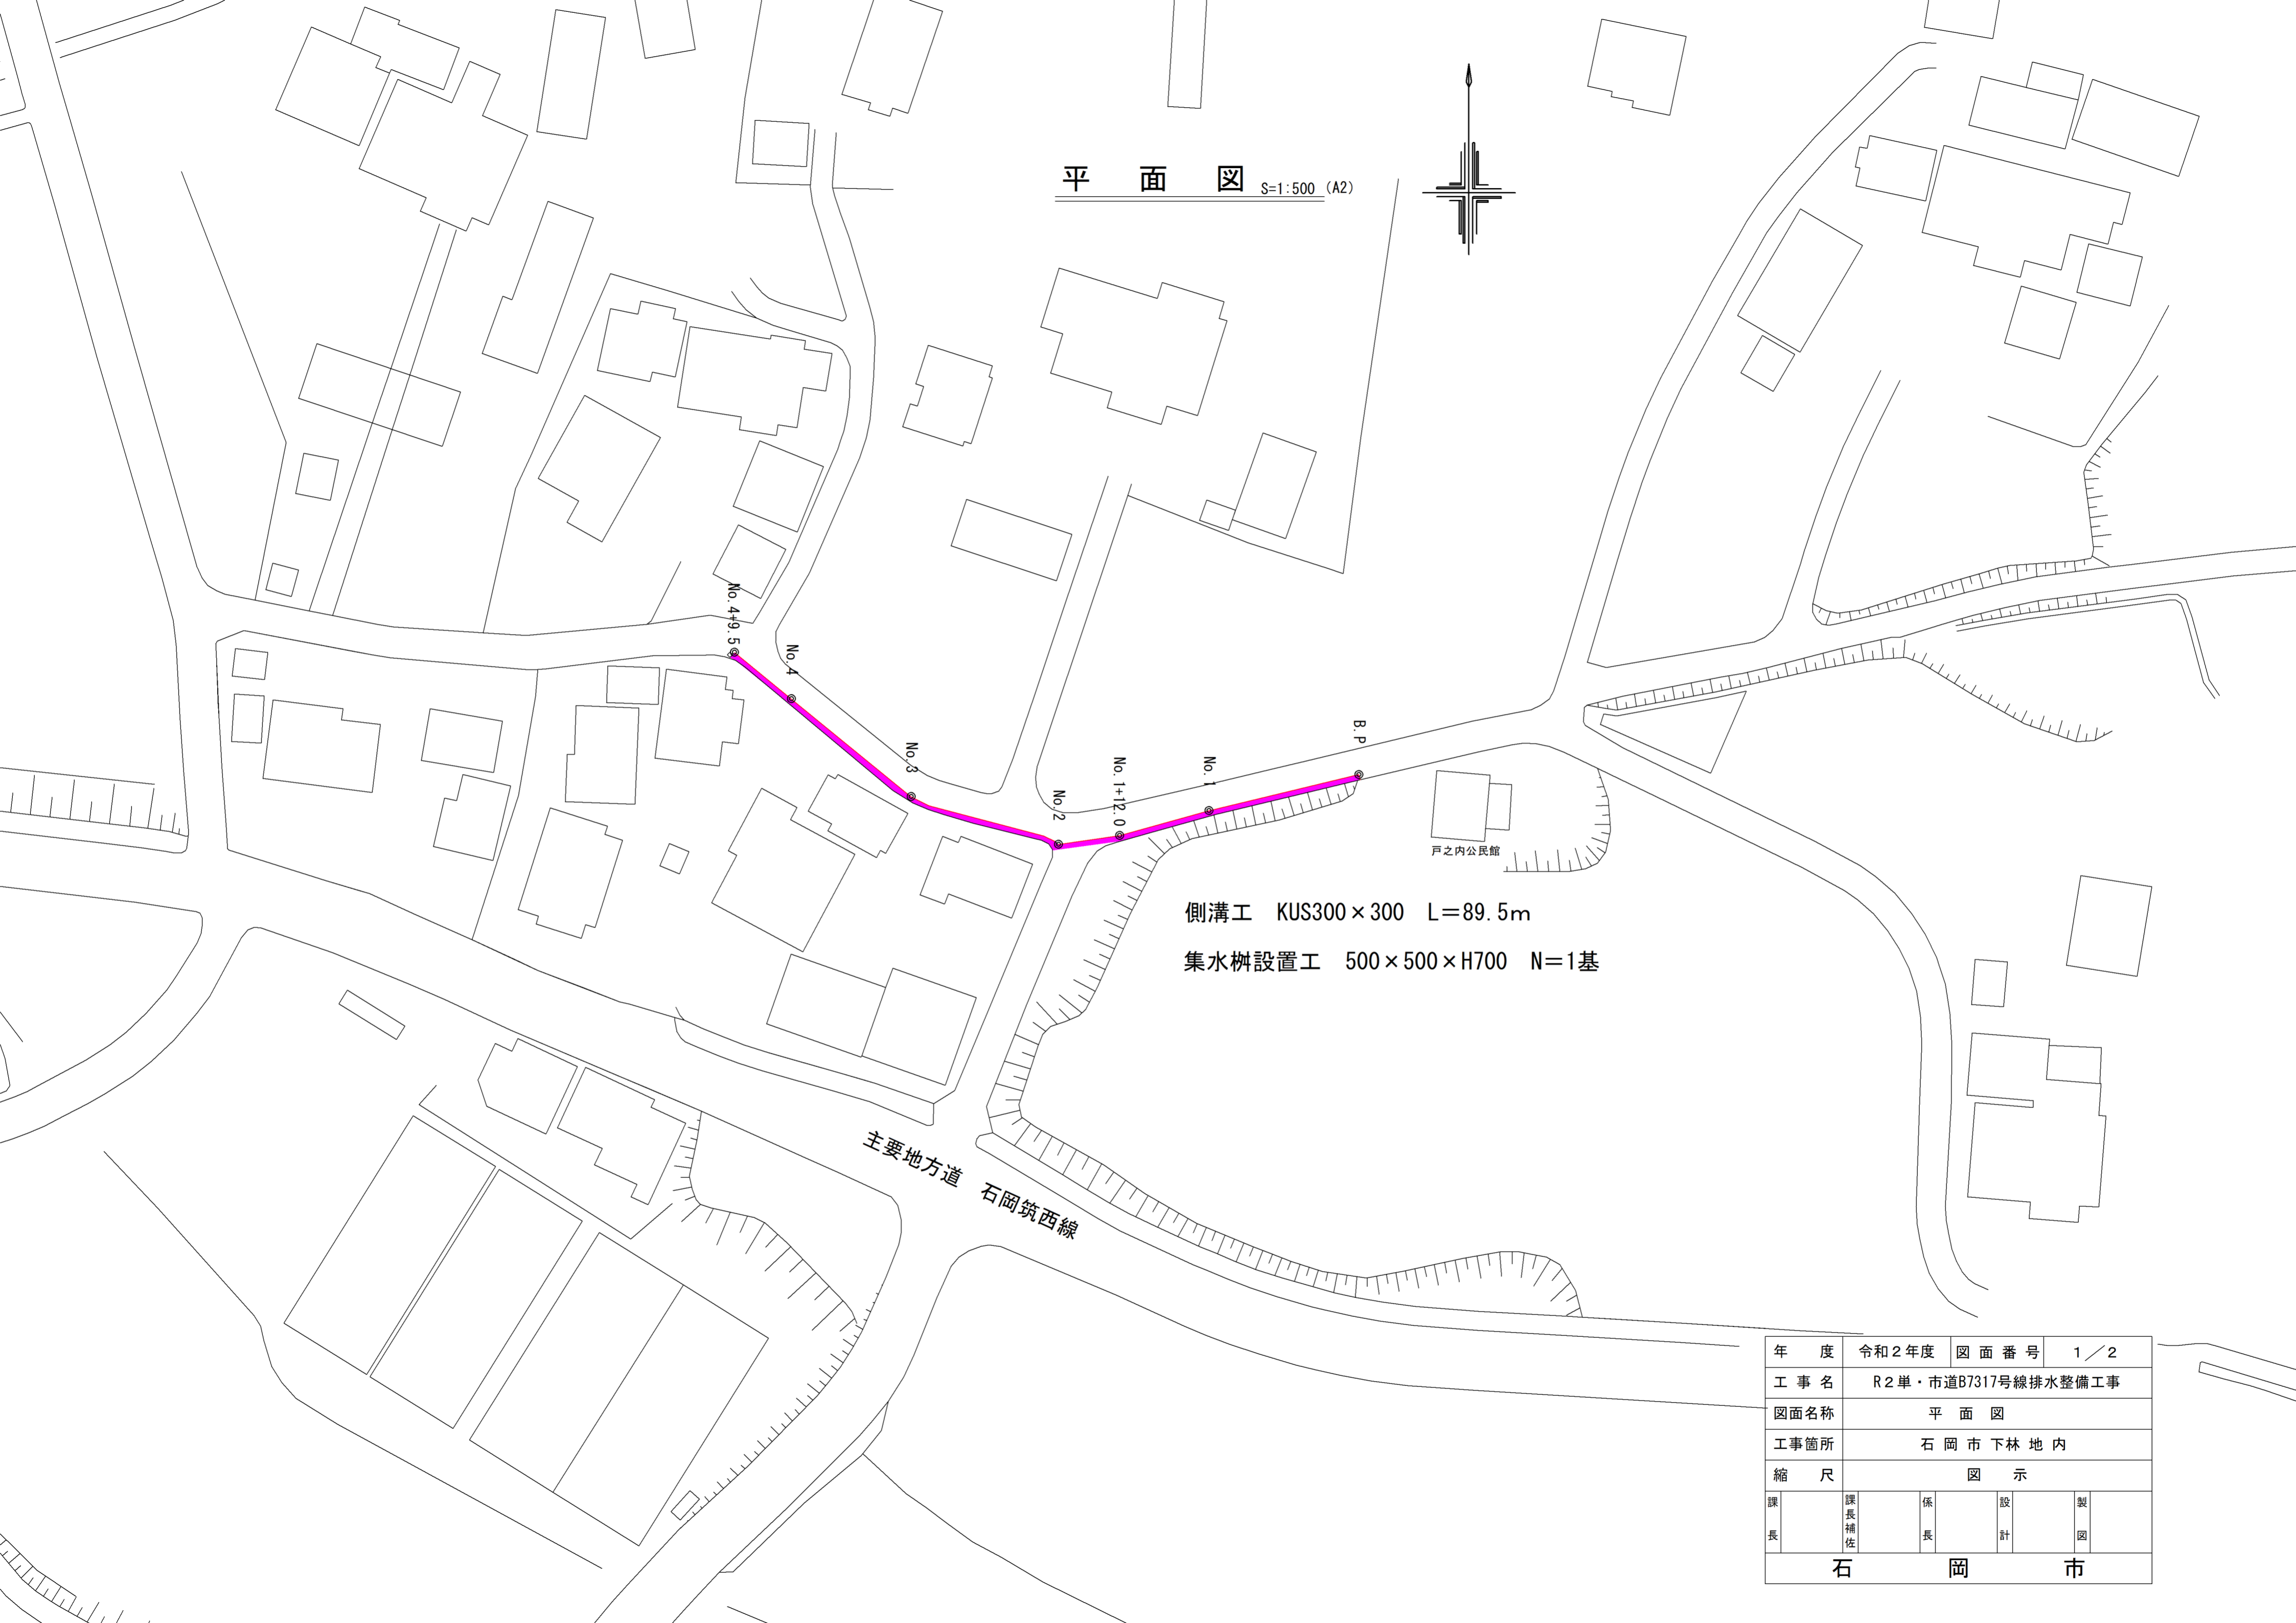 平 面 図 S=1:500 (A2)
No. 4+9. 5
No. 4
No. 3
No. 2
No. 1+12. 0
No. 1
B. P
戸之内公民館
側溝工 KUS300×300 L=89. 5m
集水桝設置工 500×500×H700 N=1基
主要地方道 石岡筑西線
年 度 令和2年度 図面番号 1/2
工 事 名 R2単・市道B7317号線排水整備工事
図面名称 平 面 図
工事箇所 石 岡 市 下林 地 内
縮 尺 図 示
課長 課長補佐 係長 設計 製図
石 岡 市